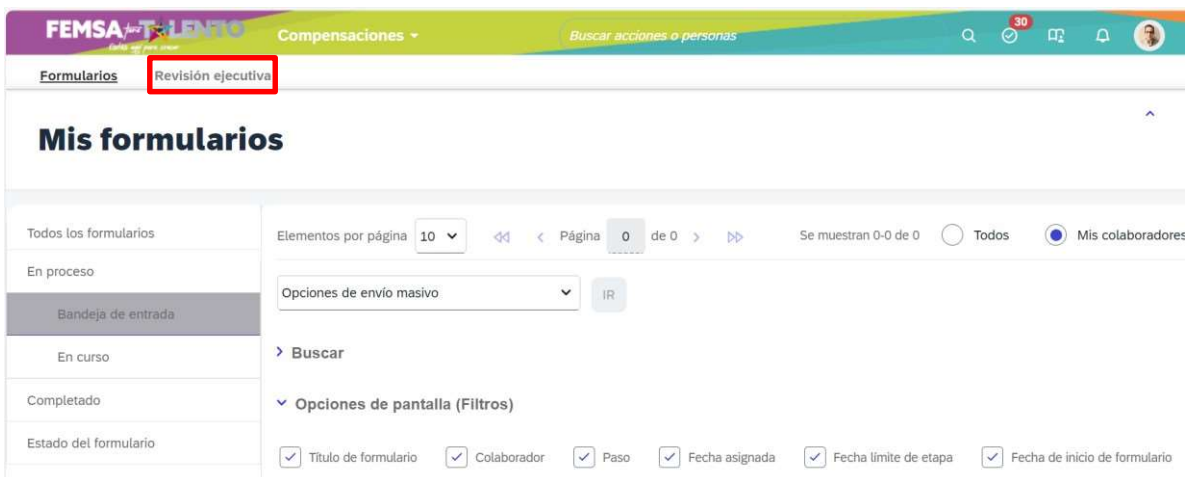 FEMSA para TALENTO
Compensaciones
Buscar acciones o personas
30
Formularios
Revisión ejecutiva
Mis formularios
Todos los formularios
En proceso
Bandeja de entrada
En curso
Completado
Estado del formulario
Elementos por página 10
Página 0 de 0
Se muestran 0-0 de 0
Todos
Mis colaboradores
Opciones de envío masivo
IR
Buscar
Opciones de pantalla (Filtros)
Título de formulario
Colaborador
Paso
Fecha asignada
Fecha límite de etapa
Fecha de inicio de formulario